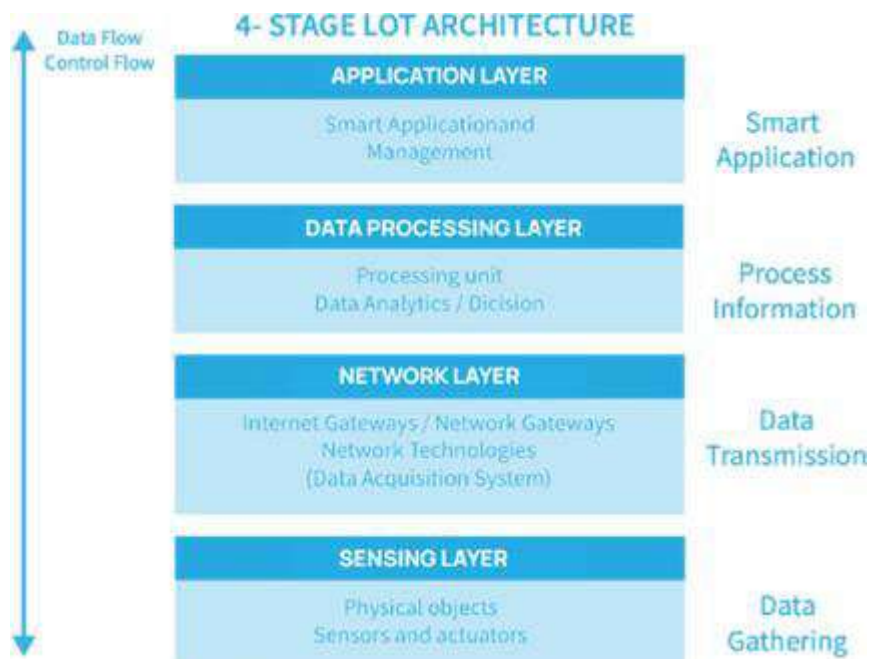 Data Flow
Control Flow
4- STAGE LOT ARCHITECTURE
APPLICATION LAYER
Smart Applicationand
Management
Smart
Application
DATA PROCESSING LAYER
Processing unit
Data Analytics / Dicision
Process
Information
NETWORK LAYER
Internet Gateways / Network Gateways
Network Technologies
(Data Acquisition System)
Data
Transmission
SENSING LAYER
Physical objects
Sensors and actuators
Data
Gathering